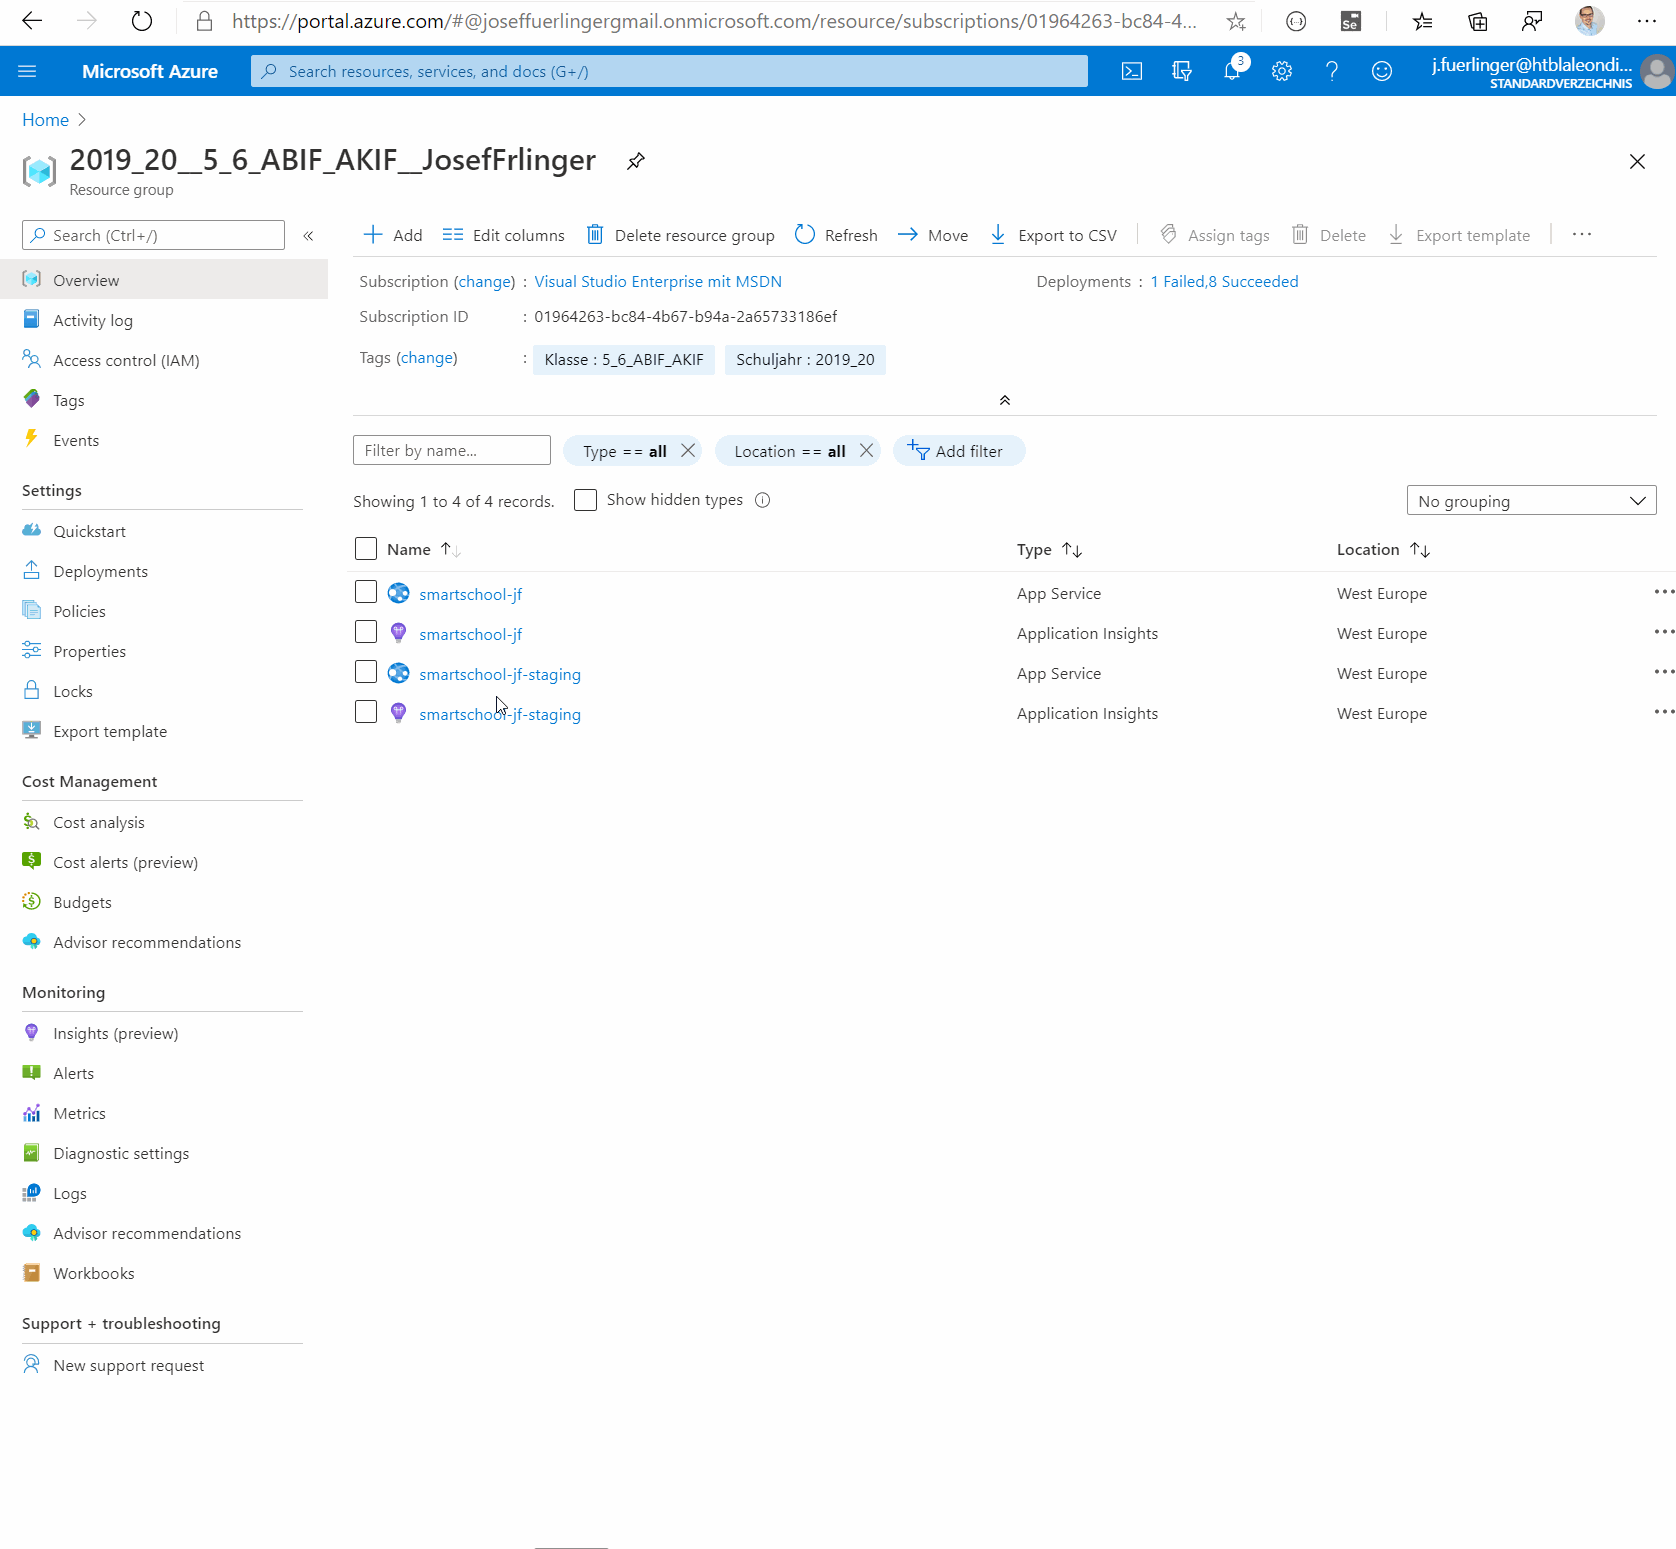 https://portal.azure.com/#@joseffuerlingergmail.onmicrosoft.com/resource/subscriptions/01964263-bc84-4...
Se
Microsoft Azure
Search resources, services, and docs (G+/)
3
j.fuerlinger@htblaleondi...
STANDARDVERZEICHNIS
Home
2019_20__5_6_ABIF_AKIF__JosefFrlinger
Resource group
Search (Ctrl+/)
«
Add
Edit columns
Delete resource group
Refresh
Move
Export to CSV
Assign tags
Delete
Export template
...
Overview
Activity log
Access control (IAM)
Tags
Events
Settings
Quickstart
Deployments
Policies
Properties
Locks
Export template
Cost Management
Cost analysis
Cost alerts (preview)
Budgets
Advisor recommendations
Monitoring
Insights (preview)
Alerts
Metrics
Diagnostic settings
Logs
Advisor recommendations
Workbooks
Support + troubleshooting
New support request
Subscription (change) : Visual Studio Enterprise mit MSDN
Deployments : 1 Failed,8 Succeeded
Subscription ID : 01964263-bc84-4b67-b94a-2a65733186ef
Tags (change) : Klasse : 5_6_ABIF_AKIF Schuljahr : 2019_20
Filter by name...
Type == all
Location == all
Add filter
Showing 1 to 4 of 4 records.
Show hidden types
No grouping
Name Type Location
smartschool-jf App Service West Europe
smartschool-jf Application Insights West Europe
smartschool-jf-staging App Service West Europe
smartschool-jf-staging Application Insights West Europe